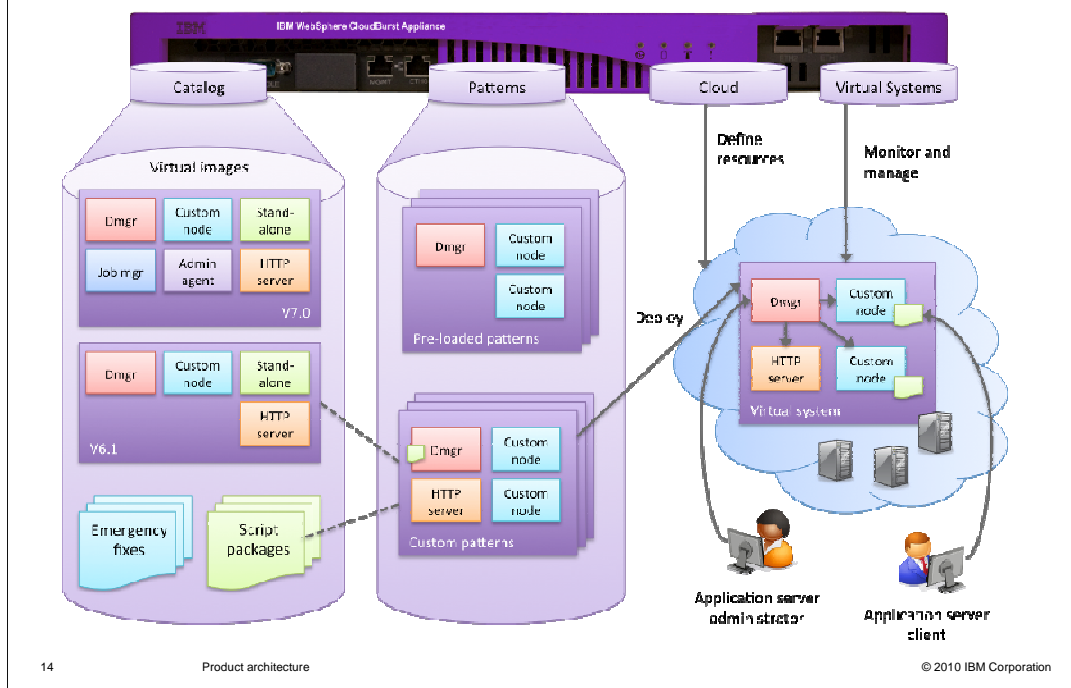 IBM WebSphere CloudBurst Appliance
Catalog
Patterns
Cloud
Virtual Systems
Define
resources
Monitor and
manage
Virtual images
Dmgr
Custom
node
Stand-
alone
Job mgr
Admin
agent
HTTP
server
V7.0
Dmgr
Custom
node
Stand-
alone
HTTP
server
V6.1
Emergency
fixes
Script
packages
Dmgr
Custom
node
Custom
node
Pre-loaded patterns
Dmgr
Custom
node
HTTP
server
Custom
node
Custom patterns
Deploy
Dmgr
Custom
node
HTTP
server
Custom
node
Virtual system
Application server
administrator
Application server
client
14
Product architecture
© 2010 IBM Corporation